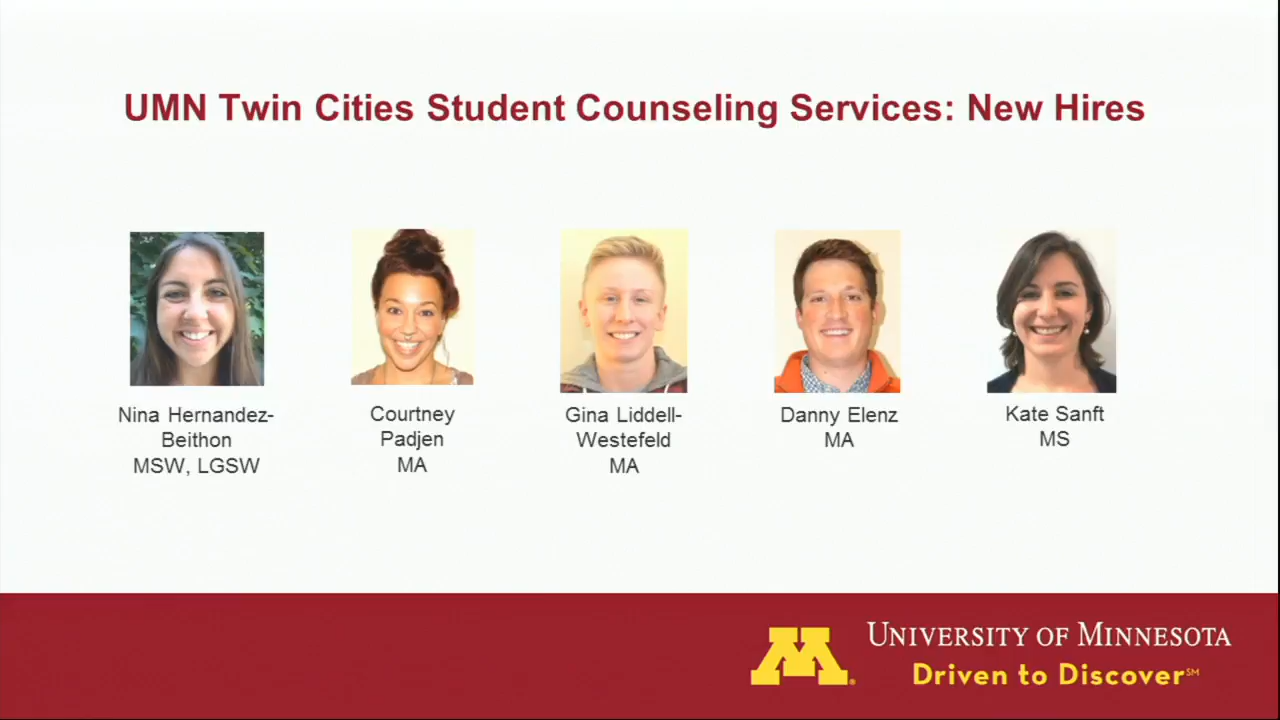 UMN Twin Cities Student Counseling Services: New Hires
Nina Hernandez-
Beithon
MSW, LGSW
Courtney
Padjen
MA
Gina Liddell-
Westefeld
MA
Danny Elenz
MA
Kate Sanft
MS
M
UNIVERSITY OF MINNESOTA
Driven to Discover℠